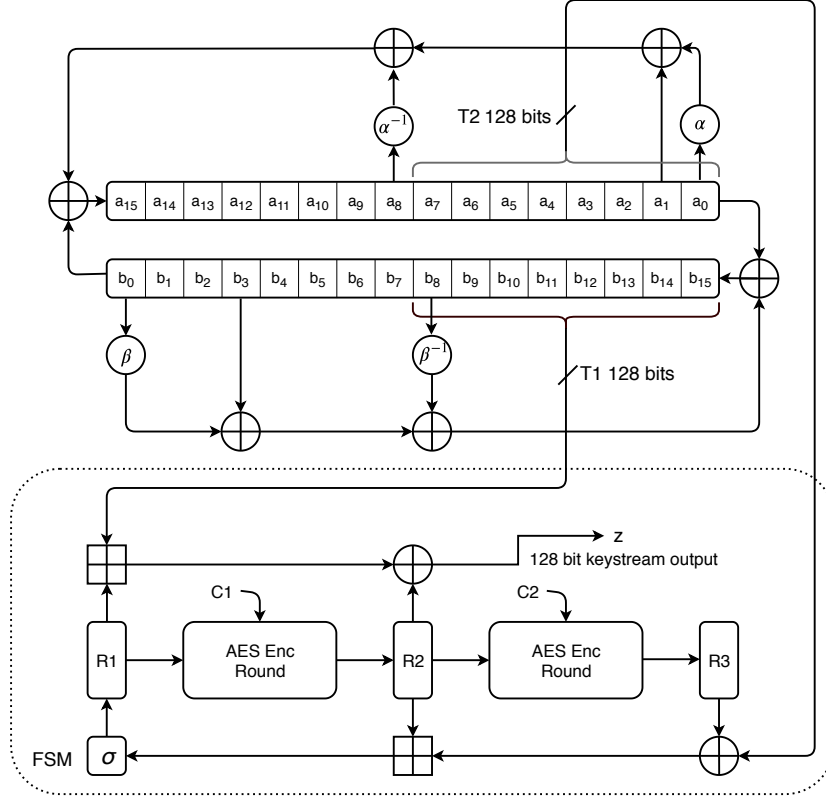 T2 128 bits
α⁻¹
α
a₁₅ a₁₄ a₁₃ a₁₂ a₁₁ a₁₀ a₉ a₈ a₇ a₆ a₅ a₄ a₃ a₂ a₁ a₀
b₀ b₁ b₂ b₃ b₄ b₅ b₆ b₇ b₈ b₉ b₁₀ b₁₁ b₁₂ b₁₃ b₁₄ b₁₅
β
β⁻¹
T1 128 bits
z
128 bit keystream output
C1
C2
R1
AES Enc
Round
R2
AES Enc
Round
R3
FSM
σ